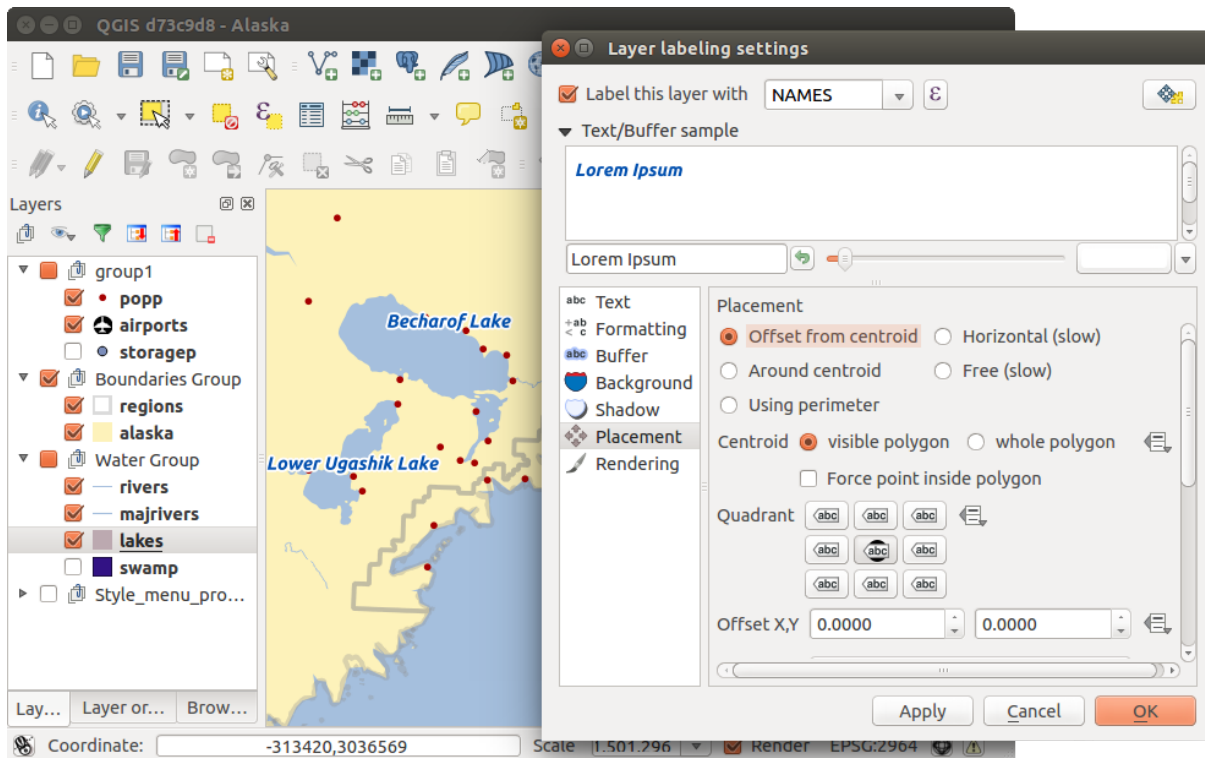 QGIS d73c9d8 - Alaska
Layers
group1
popp
airports
storagep
Boundaries Group
regions
alaska
Water Group
rivers
majrivers
lakes
swamp
Style_menu_pro...
Lay...
Layer or...
Brow...
Becharof Lake
Lower Ugashik Lake
Coordinate:
-313420,3036569
Scale
1:501.296
Render
EPSG:2964
Layer labeling settings
Label this layer with
NAMES
ε
Text/Buffer sample
Lorem Ipsum
Lorem Ipsum
abc Text
+ab < c Formatting
abc Buffer
Background
Shadow
Placement
Rendering
Placement
Offset from centroid
Horizontal (slow)
Around centroid
Free (slow)
Using perimeter
Centroid
visible polygon
whole polygon
Force point inside polygon
Quadrant
abc abc abc
abc abc abc
abc abc abc
Offset X,Y
0.0000
0.0000
Apply
Cancel
OK